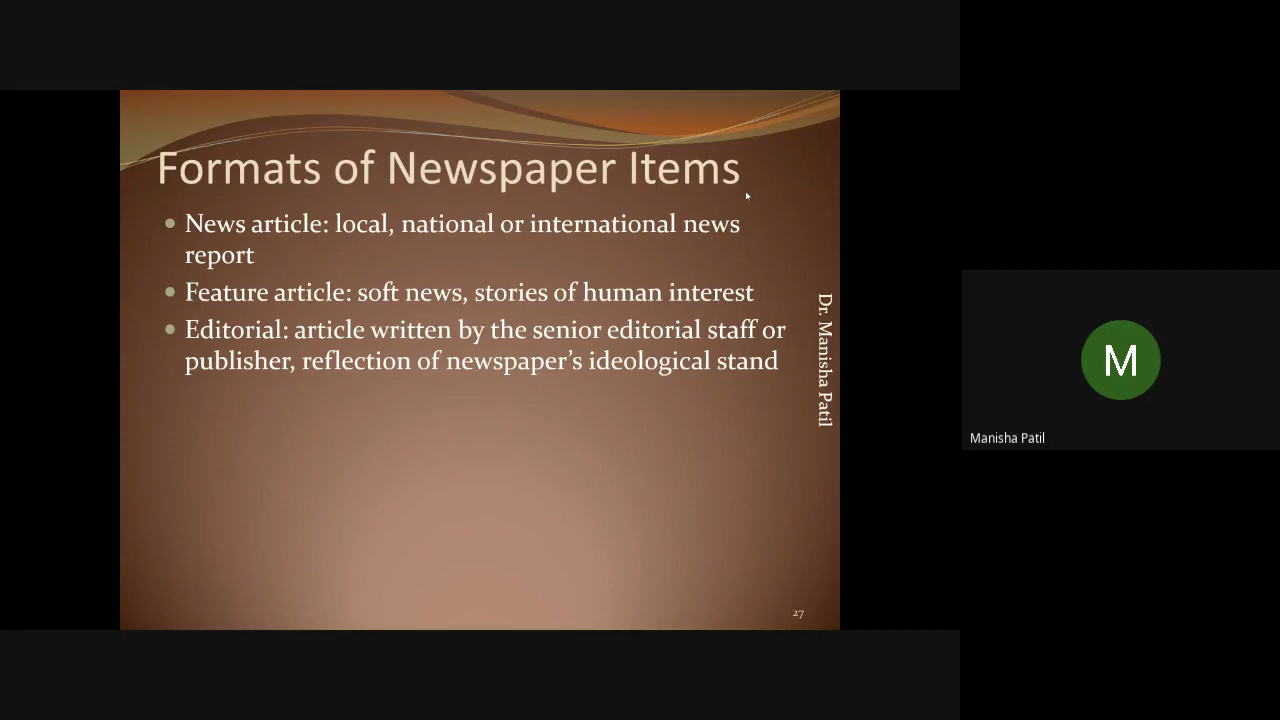 Formats of Newspaper Items
News article: local, national or international news
report
Feature article: soft news, stories of human interest
Editorial: article written by the senior editorial staff or
publisher, reflection of newspaper’s ideological stand
Dr. Manisha Patil
27
M
Manisha Patil